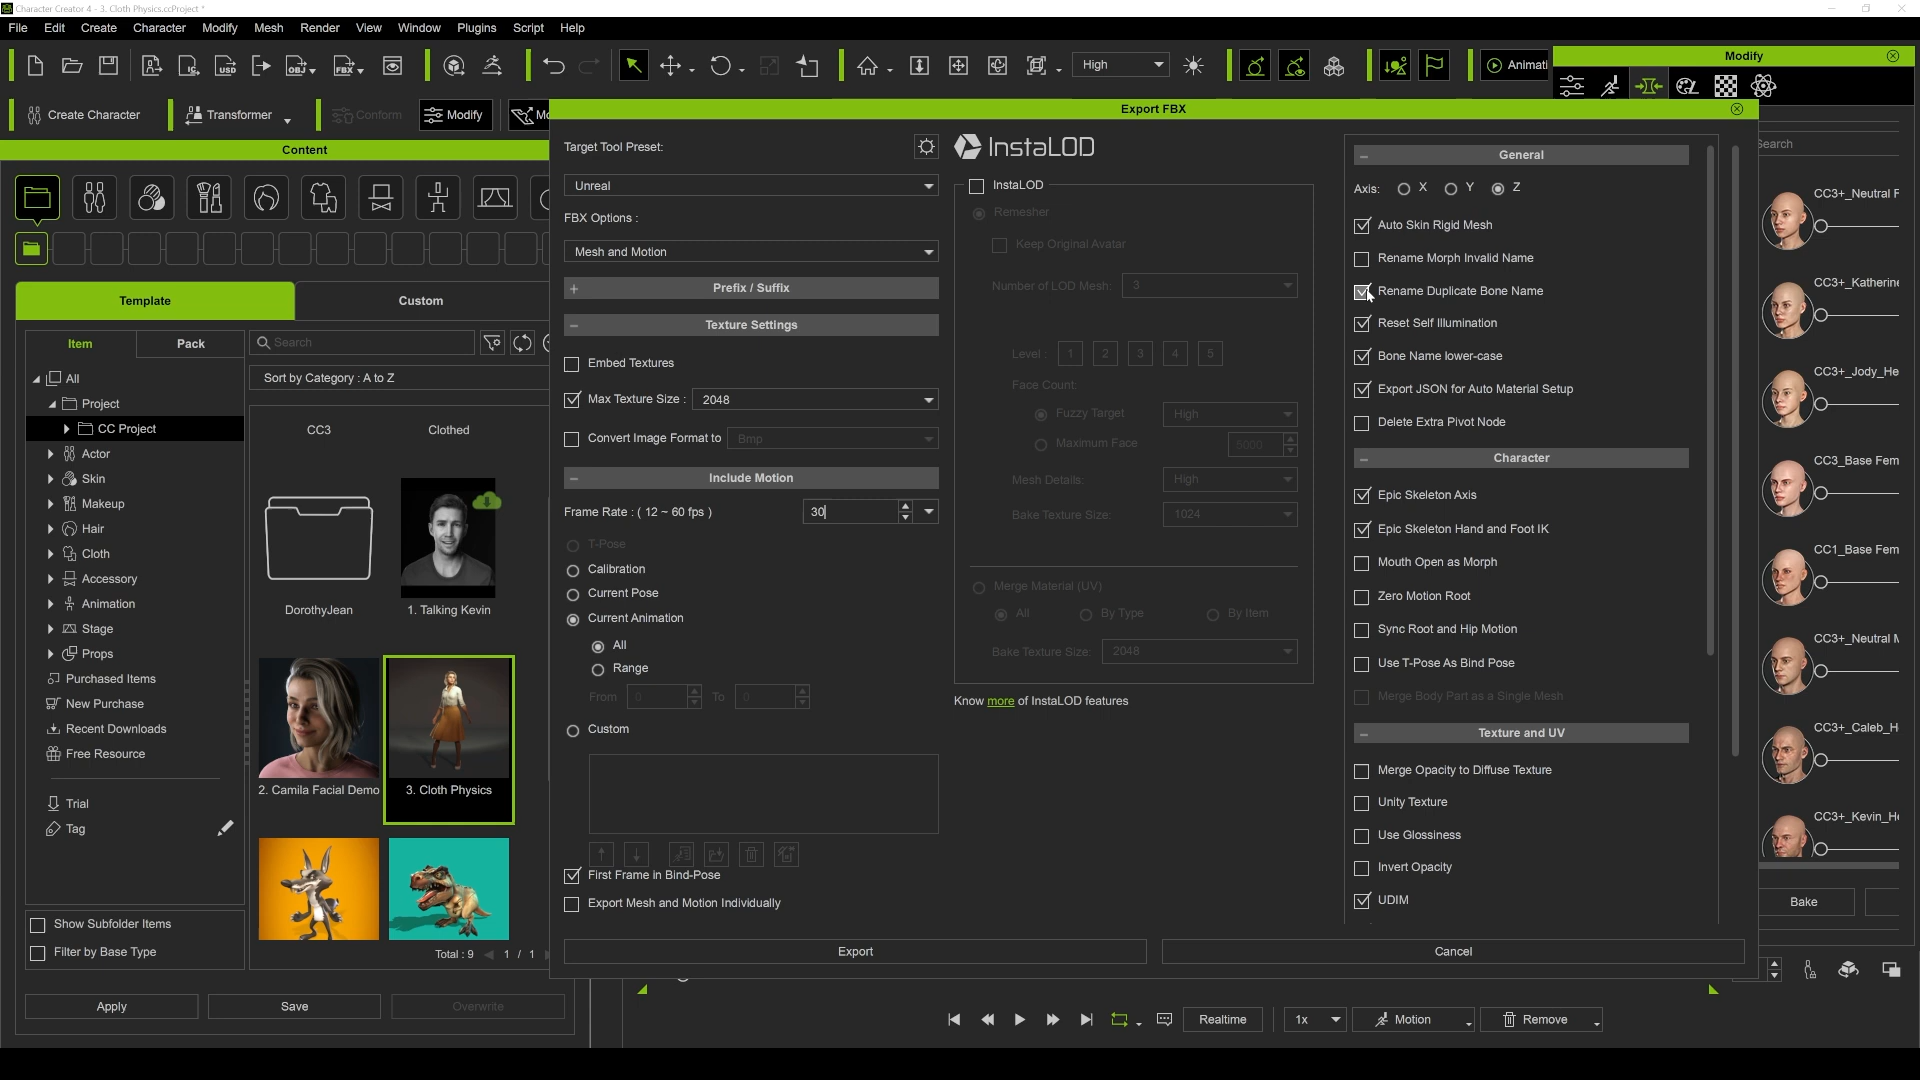 Character Creator 4 - 3. Cloth Physics.ccProject *
File Edit Create Character Modify Mesh Render View Window Plugins Script Help
High
Animati
Modify
Create Character
Transformer
Conform
Modify
Content
Template
Custom
Item
Pack
Search
Sort by Category : A to Z
All
Project
CC Project
Actor
Skin
Makeup
Hair
Cloth
Accessory
Animation
Stage
Props
Purchased Items
New Purchase
Recent Downloads
Free Resource
Trial
Tag
Show Subfolder Items
Filter by Base Type
CC3
Clothed
DorothyJean
1. Talking Kevin
2. Camila Facial Demo
3. Cloth Physics
Total : 9
1 / 1
Apply
Save
Overwrite
Export FBX
Target Tool Preset:
Unreal
FBX Options :
Mesh and Motion
Prefix / Suffix
Texture Settings
Embed Textures
Max Texture Size : 2048
Convert Image Format to Bmp
Include Motion
Frame Rate : ( 12 ~ 60 fps ) 30
T-Pose
Calibration
Current Pose
Current Animation
All
Range
From 0 To 0
Custom
First Frame in Bind-Pose
Export Mesh and Motion Individually
Export
InstaLOD
InstaLOD
Remesher
Keep Original Avatar
Number of LOD Mesh: 3
Level : 1 2 3 4 5
Face Count:
Fuzzy Target High
Maximum Face 5000
Mesh Details: High
Bake Texture Size: 1024
Merge Material (UV)
All By Type By Item
Bake Texture Size: 2048
Know more of InstaLOD features
General
Axis: X Y Z
Auto Skin Rigid Mesh
Rename Morph Invalid Name
Rename Duplicate Bone Name
Reset Self Illumination
Bone Name lower-case
Export JSON for Auto Material Setup
Delete Extra Pivot Node
Character
Epic Skeleton Axis
Epic Skeleton Hand and Foot IK
Mouth Open as Morph
Zero Motion Root
Sync Root and Hip Motion
Use T-Pose As Bind Pose
Merge Body Part as a Single Mesh
Texture and UV
Merge Opacity to Diffuse Texture
Unity Texture
Use Glossiness
Invert Opacity
UDIM
Cancel
Search
CC3+_Neutral F
CC3+_Katherine
CC3+_Jody_He
CC3_Base Fem
CC1_Base Fem
CC3+_Neutral M
CC3+_Caleb_H
CC3+_Kevin_H
Bake
Realtime
1x
Motion
Remove